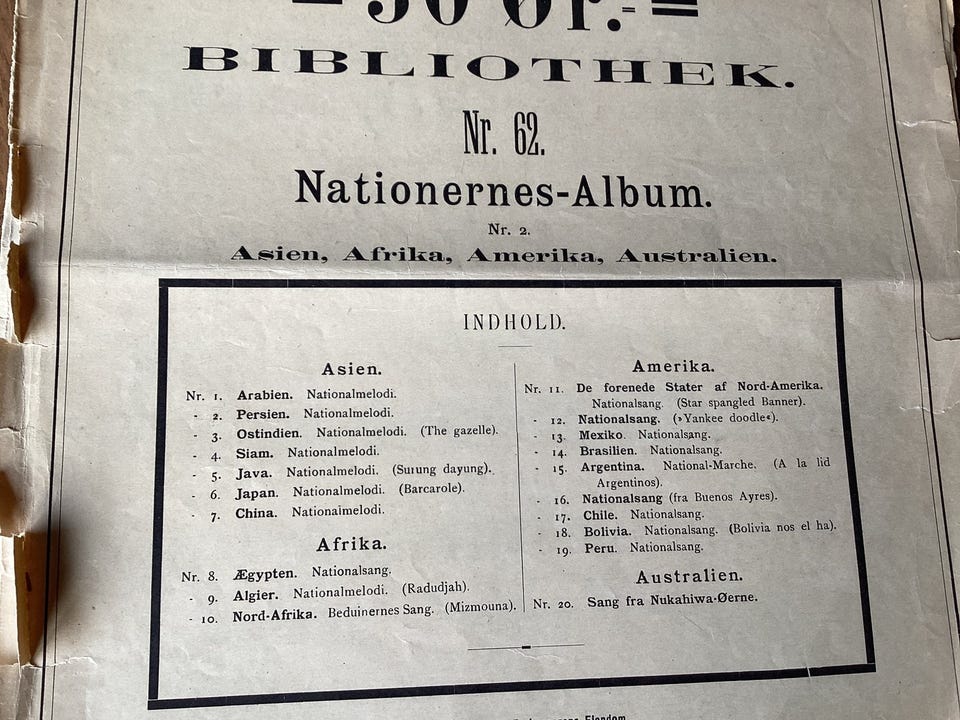 50 Ør.
BIBLIOTHEK.
Nr. 62.
Nationernes-Album.
Nr. 2.
Asien, Afrika, Amerika, Australien.
INDHOLD.
Asien.
Nr. 1. Arabien. Nationalmelodi.
- 2. Persien. Nationalmelodi.
- 3. Ostindien. Nationalmelodi. (The gazelle).
- 4. Siam. Nationalmelodi.
- 5. Java. Nationalmelodi. (Surung dayung).
- 6. Japan. Nationalmelodi. (Barcarole).
- 7. China. Nationalmelodi.
Afrika.
Nr. 8. Ægypten. Nationalsang.
- 9. Algier. Nationalmelodi. (Radudjah).
- 10. Nord-Afrika. Beduinernes Sang. (Mizmouna).
Amerika.
Nr. 11. De forenede Stater af Nord-Amerika.
Nationalsang. (Star spangled Banner).
- 12. Nationalsang. (»Yankee doodle«).
- 13. Mexiko. Nationalsang.
- 14. Brasilien. Nationalsang.
- 15. Argentina. National-Marche. (A la lid
Argentinos).
- 16. Nationalsang (fra Buenos Ayres).
- 17. Chile. Nationalsang.
- 18. Bolivia. Nationalsang. (Bolivia nos el ha).
- 19. Peru. Nationalsang.
Australien.
Nr. 20. Sang fra Nukahiwa-Øerne.
Eiendom